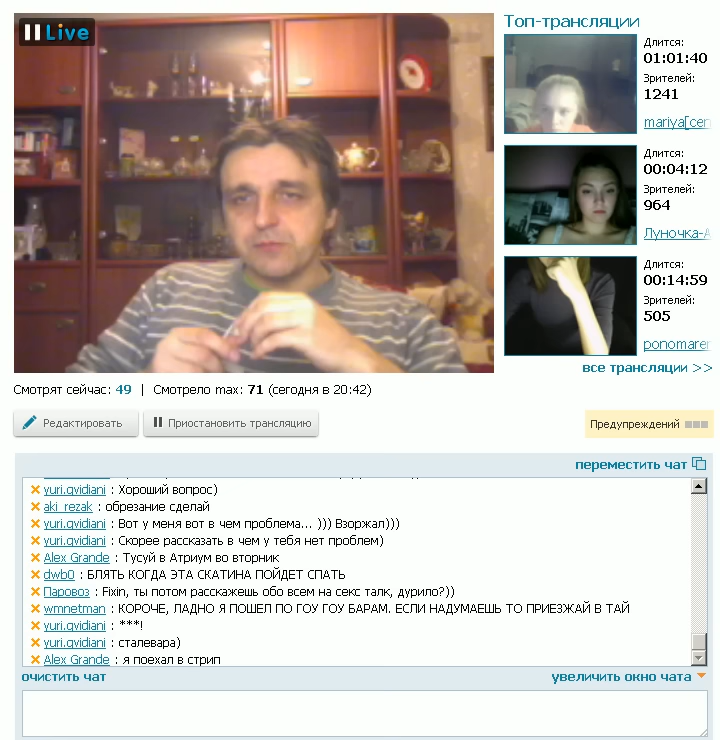 Live
Топ-трансляции
Длится:
01:01:40
Зрителей:
1241
Длится:
00:04:12
Зрителей:
964
Луночка-
Длится:
00:14:59
Зрителей:
505
все трансляции >>
Смотрят сейчас: 49 | Смотрело max: 71 (сегодня в 20:42)
Редактировать
Приостановить трансляцию
Предупреждений
переместить чат
yuri.gvidiani : Хороший вопрос)
aki_rezak : обрезание сделай
yuri.gvidiani : Вот у меня вот в чем проблема... ))) Взоржал)))
yuri.gvidiani : Скорее рассказать в чем у тебя нет проблем)
Alex Grande : Тусуй в Атриум во вторник
dwb0 : БЛЯТЬ КОГДА ЭТА СКАТИНА ПОЙДЕТ СПАТЬ
Паровоз : Fixin, ты потом расскажешь обо всем на секс талк, дурило?))
wmnetman : КОРОЧЕ, ЛАДНО Я ПОШЕЛ ПО ГОУ ГОУ БАРАМ. ЕСЛИ НАДУМАЕШЬ ТО ПРИЕЗЖАЙ В ТАЙ
yuri.gvidiani : ***!
yuri.gvidiani : сталевара)
Alex Grande : я поехал в стрип
очистить чат
увеличить окно чата